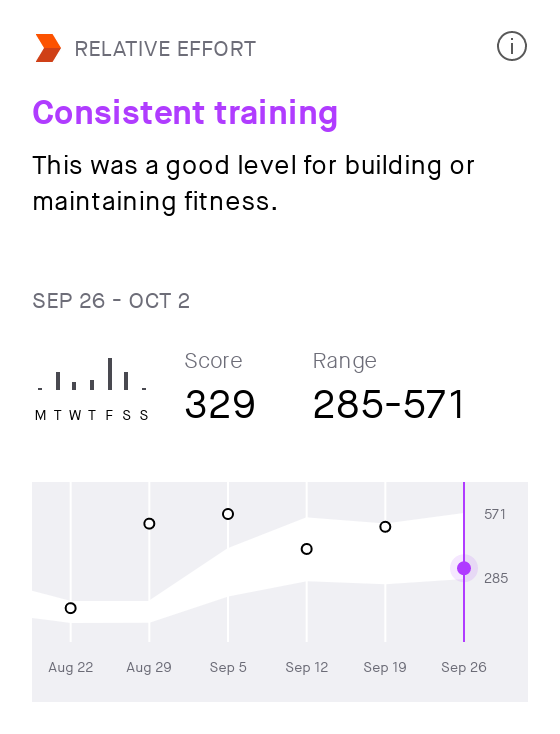 RELATIVE EFFORT
Consistent training
This was a good level for building or
maintaining fitness.
SEP 26 - OCT 2
Score
Range
329
285-571
M T W T F S S
571
285
Aug 22 Aug 29 Sep 5 Sep 12 Sep 19 Sep 26